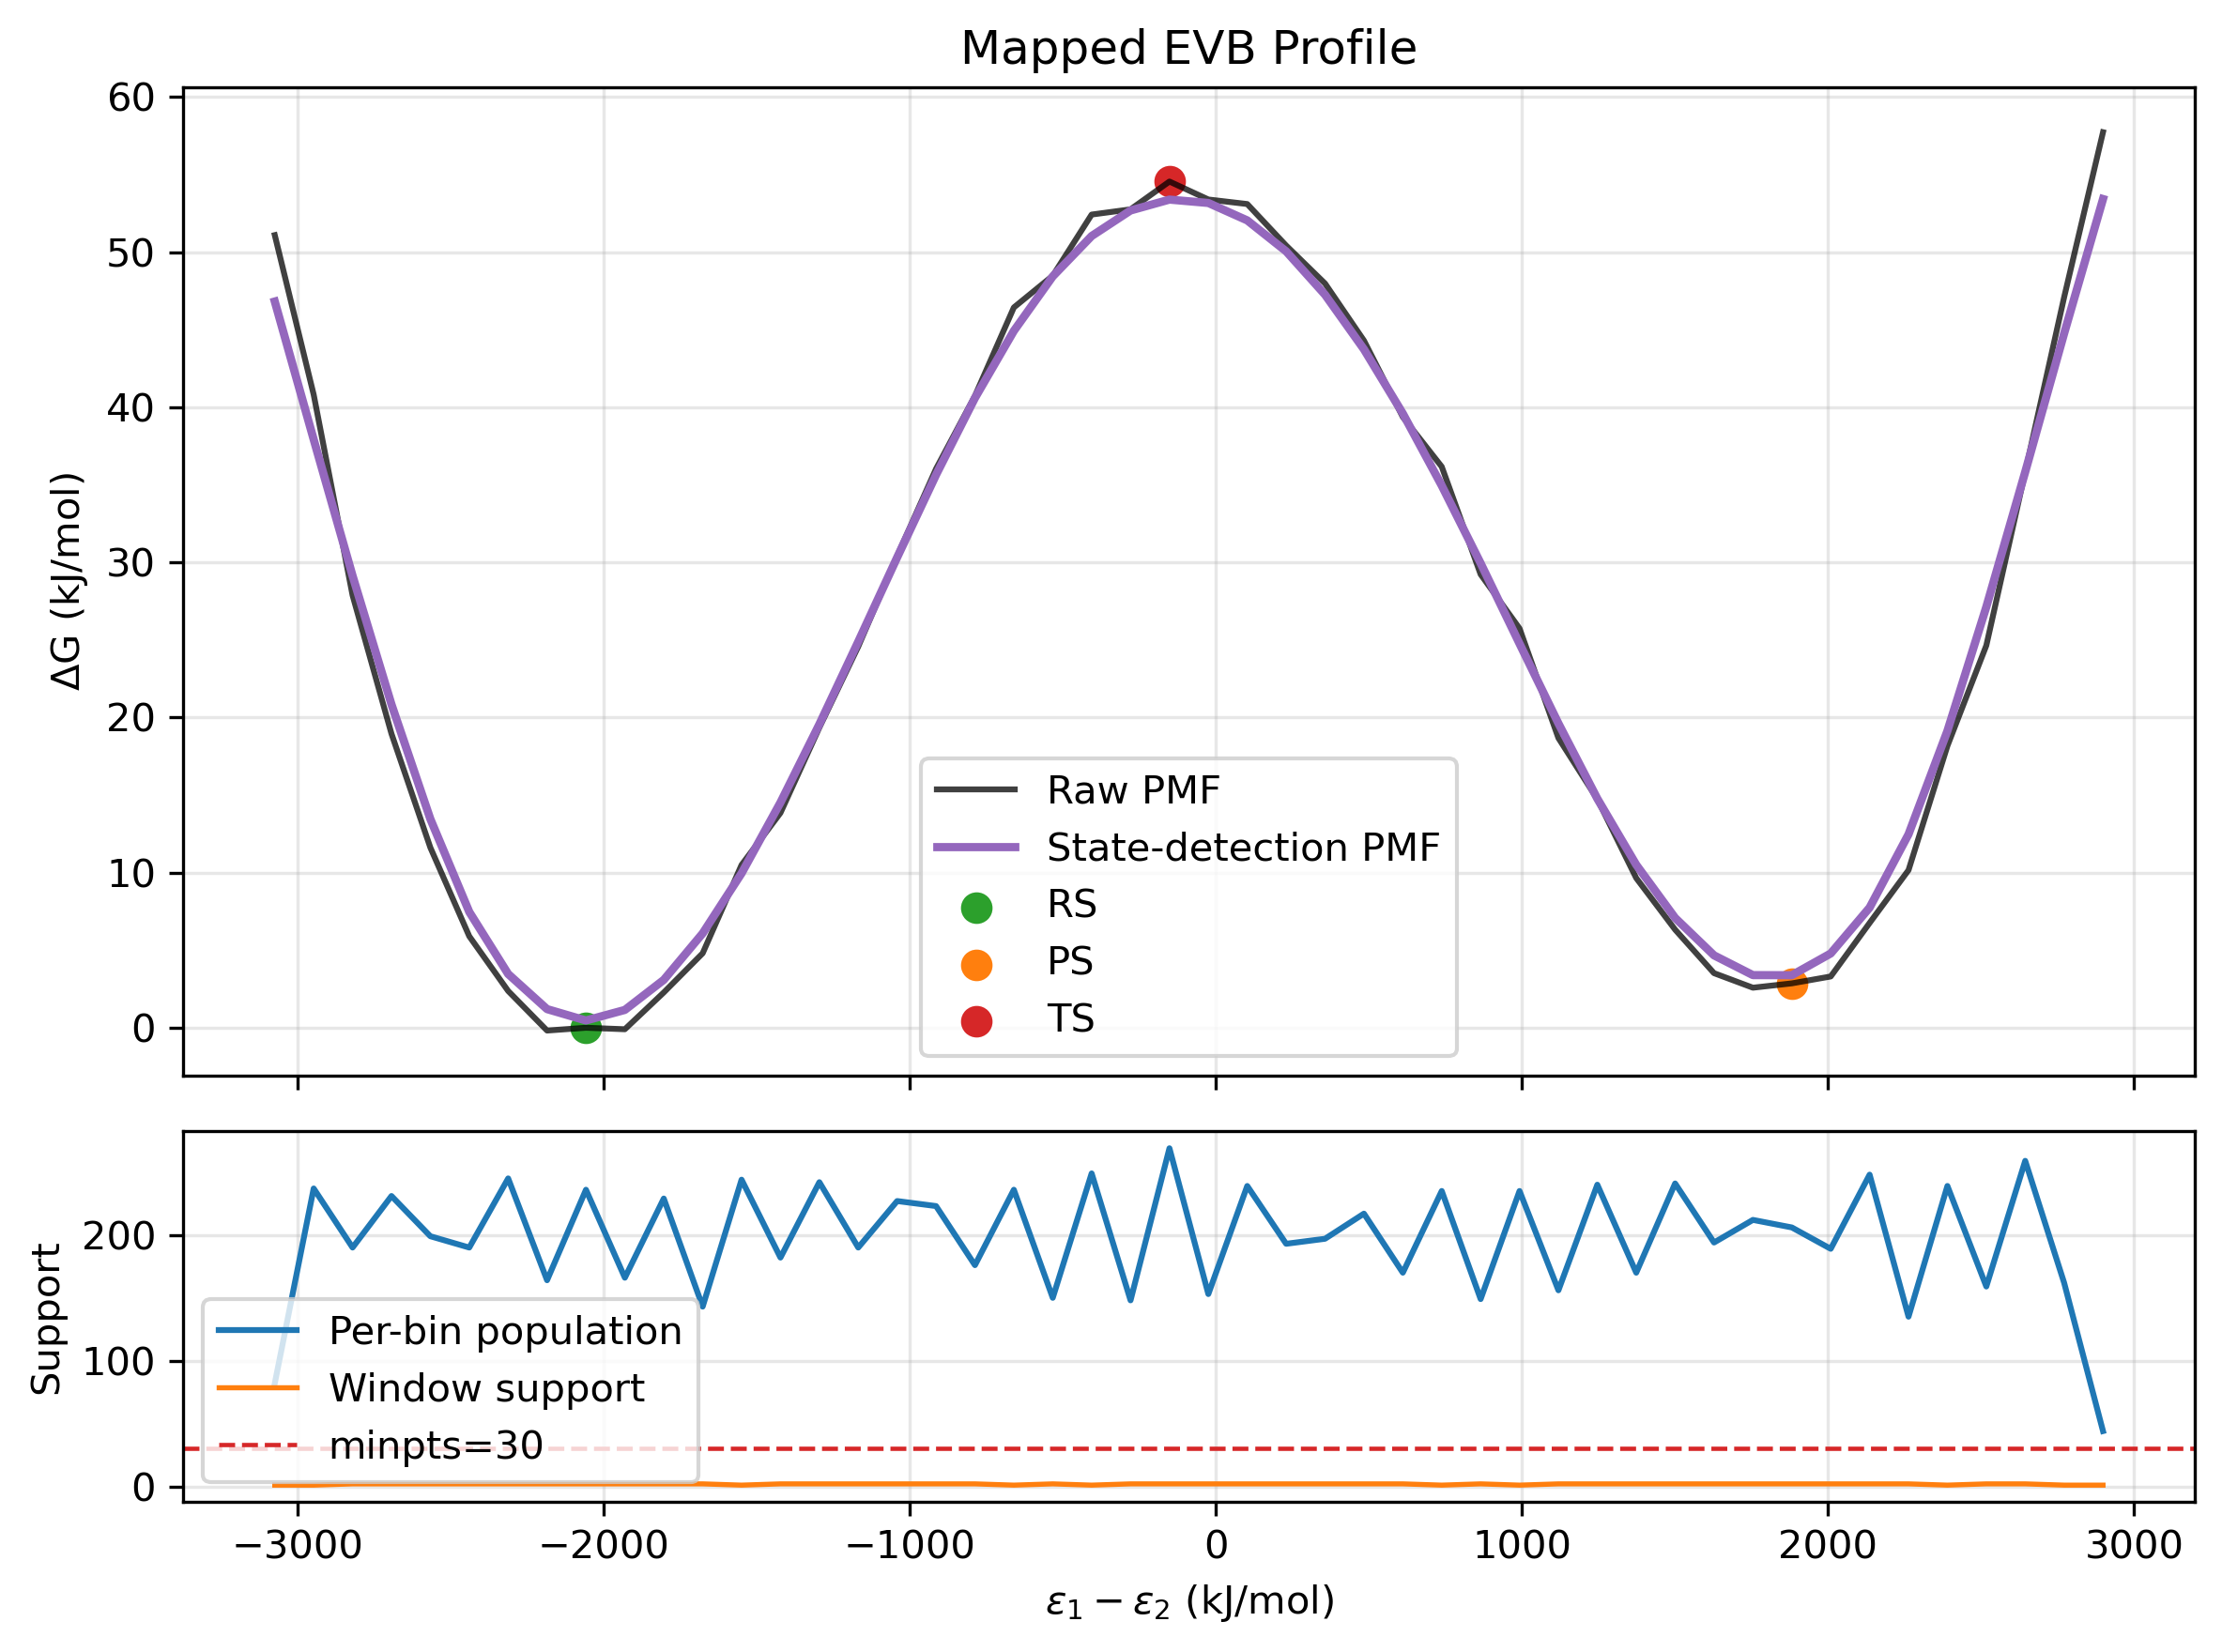 Mapped EVB Profile
60
50
40
30
20
10
0
ΔG (kJ/mol)
Raw PMF
State-detection PMF
RS
PS
TS
200
100
0
Support
Per-bin population
Window support
minpts=30
−3000 −2000 −1000 0 1000 2000 3000
ε₁ − ε₂ (kJ/mol)